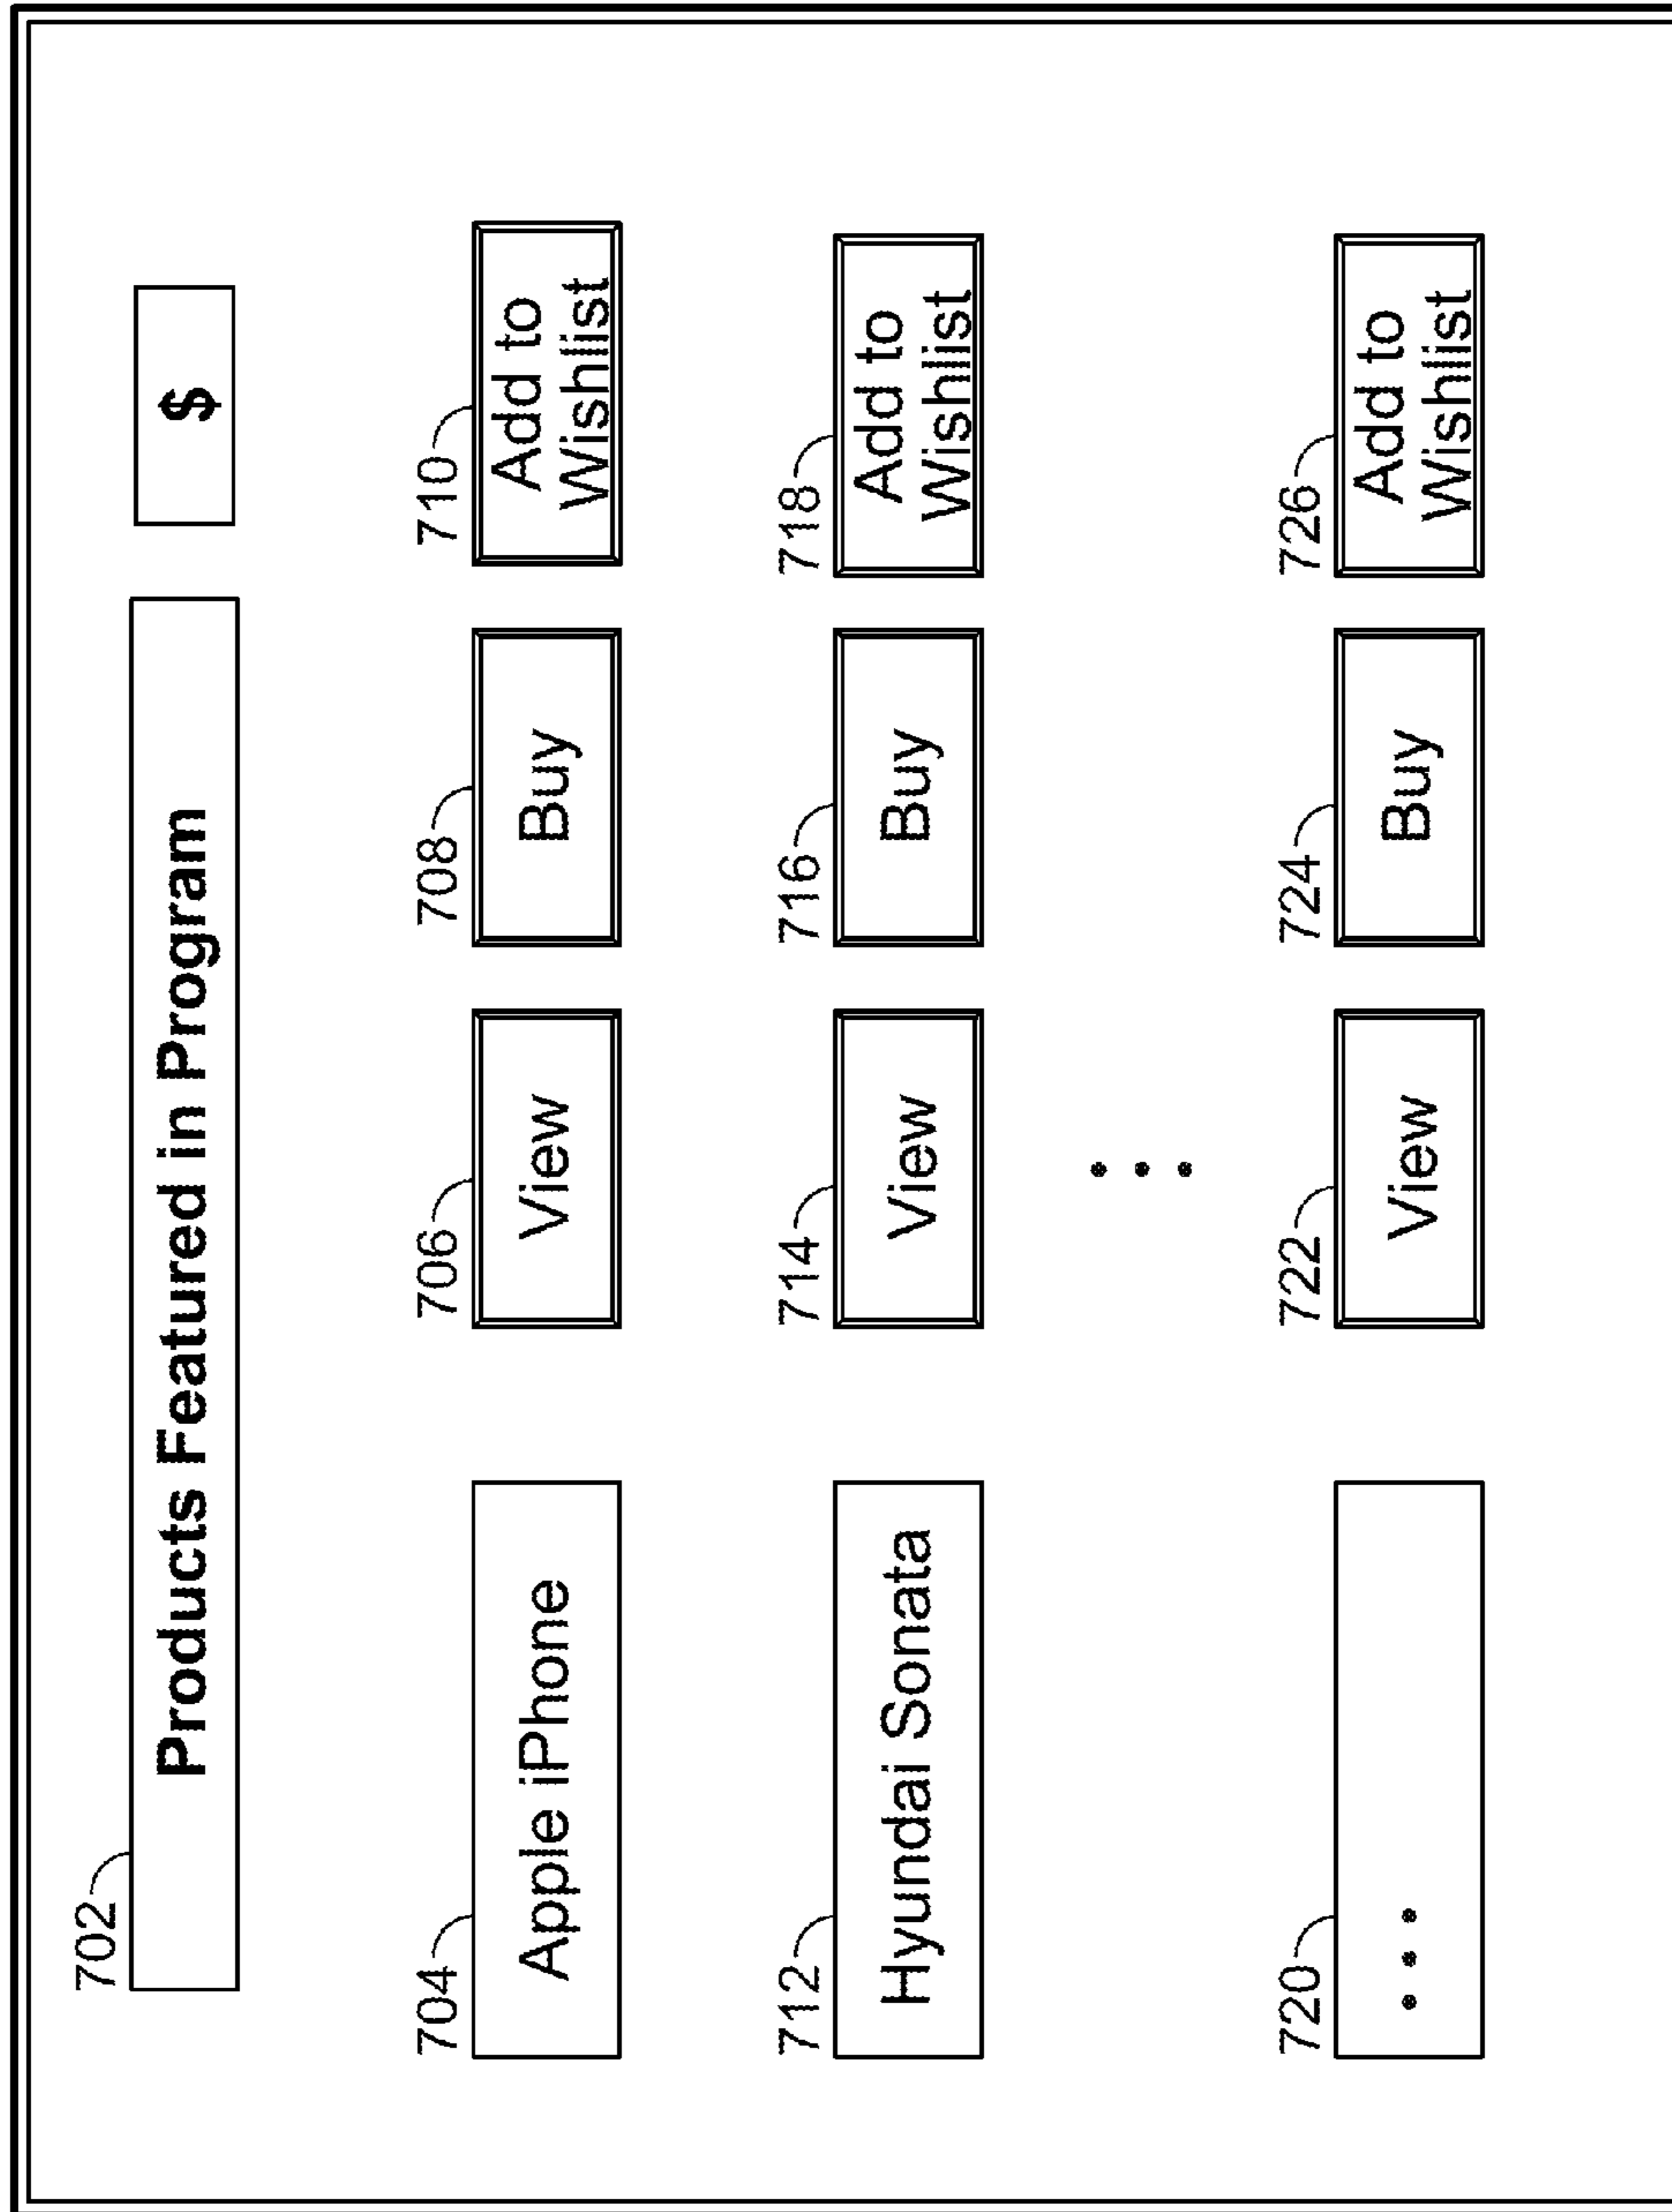 702
Products Featured in Program
$
704
706
708
710
Apple iPhone
View
Buy
Add to
Wishlist
712
714
716
718
Hyundai Sonata
View
Buy
Add to
Wishlist
720
722
724
726
. . .
View
Buy
Add to
Wishlist